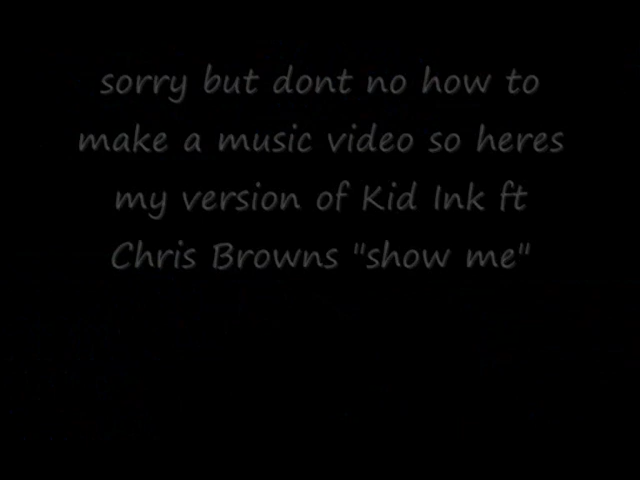 sorry but dont no how to
make a music video so heres
my version of Kid Ink ft
Chris Browns "show me"